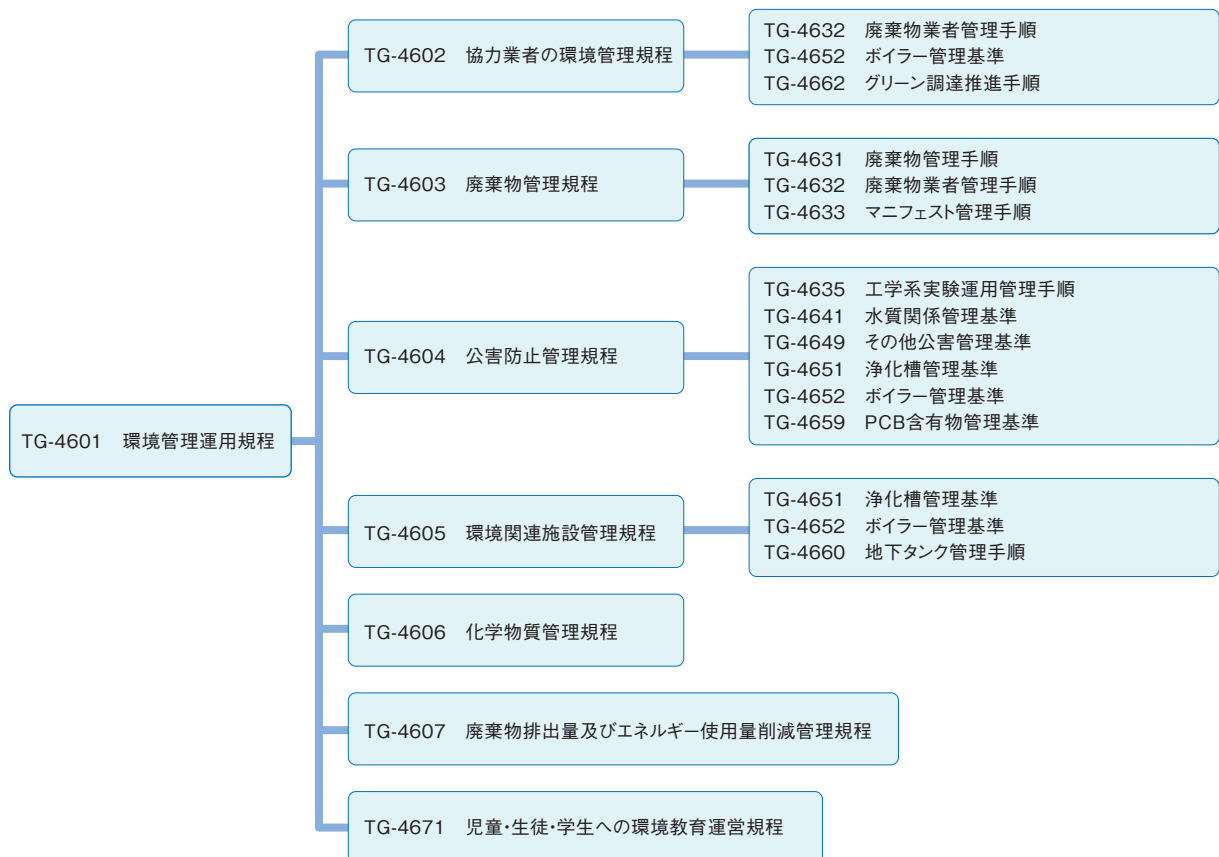 TG-4601 環境管理運用規程
TG-4602 協力業者の環境管理規程
TG-4632 廃棄物業者管理手順
TG-4652 ボイラー管理基準
TG-4662 グリーン調達推進手順
TG-4603 廃棄物管理規程
TG-4631 廃棄物管理手順
TG-4632 廃棄物業者管理手順
TG-4633 マニフェスト管理手順
TG-4604 公害防止管理規程
TG-4635 工学系実験運用管理手順
TG-4641 水質関係管理基準
TG-4649 その他公害管理基準
TG-4651 浄化槽管理基準
TG-4652 ボイラー管理基準
TG-4659 PCB含有物管理基準
TG-4605 環境関連施設管理規程
TG-4651 浄化槽管理基準
TG-4652 ボイラー管理基準
TG-4660 地下タンク管理手順
TG-4606 化学物質管理規程
TG-4607 廃棄物排出量及びエネルギー使用量削減管理規程
TG-4671 児童・生徒・学生への環境教育運営規程